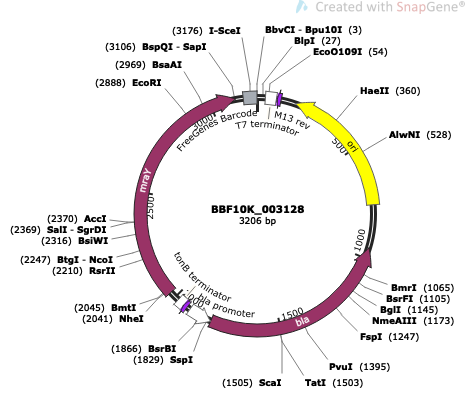 Created with SnapGene®
(3176) I-SceI
BbvCI - Bpu10I (3)
(3106) BspQI - SapI
BlpI (27)
(2969) BsaAI
EcoO109I (54)
(2888) EcoRI
HaeII (360)
AlwNI (528)
FreeGenes Barcode
M13 rev
T7 terminator
3000
500
ori
mraY
2500
BBF10K_003128
3206 bp
1000
(2370) AccI
(2369) SalI - SgrDI
(2316) BsiWI
(2247) BtgI - NcoI
(2210) RsrII
tonB terminator
bla promoter
1500
bla
(2045) BmtI
(2041) NheI
BmrI (1065)
BsrFI (1105)
BglI (1145)
NmeAIII (1173)
FspI (1247)
(1866) BsrBI
(1829) SspI
PvuI (1395)
(1505) ScaI
TatI (1503)